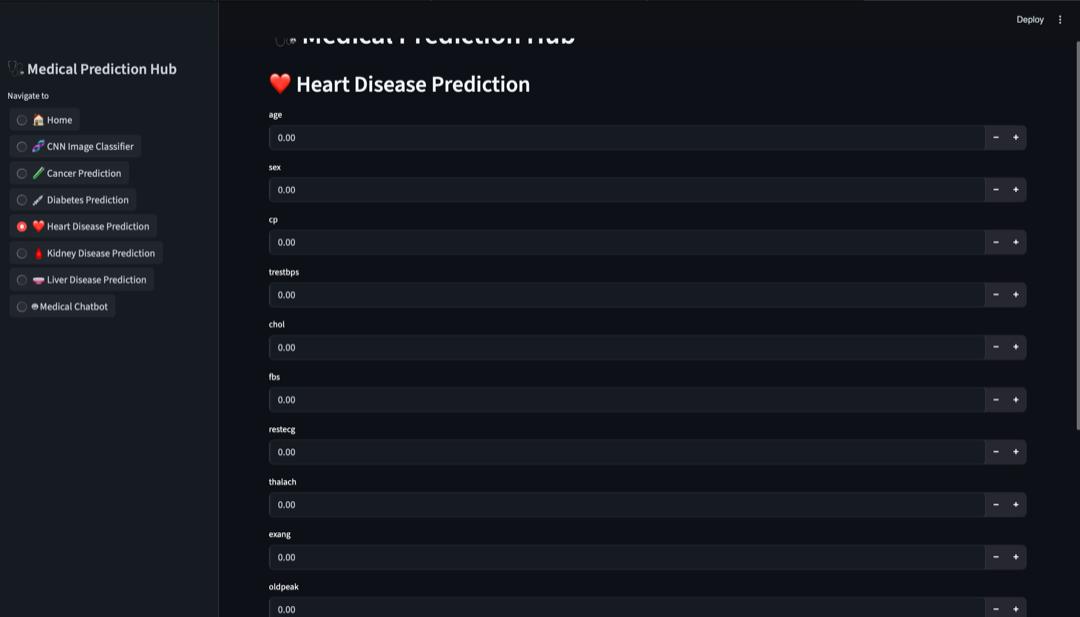 Deploy
Medical Prediction Hub
Navigate to
Home
CNN Image Classifier
Cancer Prediction
Diabetes Prediction
Heart Disease Prediction
Kidney Disease Prediction
Liver Disease Prediction
Medical Chatbot
Medical Prediction Hub
Heart Disease Prediction
age
0.00
sex
0.00
cp
0.00
trestbps
0.00
chol
0.00
fbs
0.00
restecg
0.00
thalach
0.00
exang
0.00
oldpeak
0.00